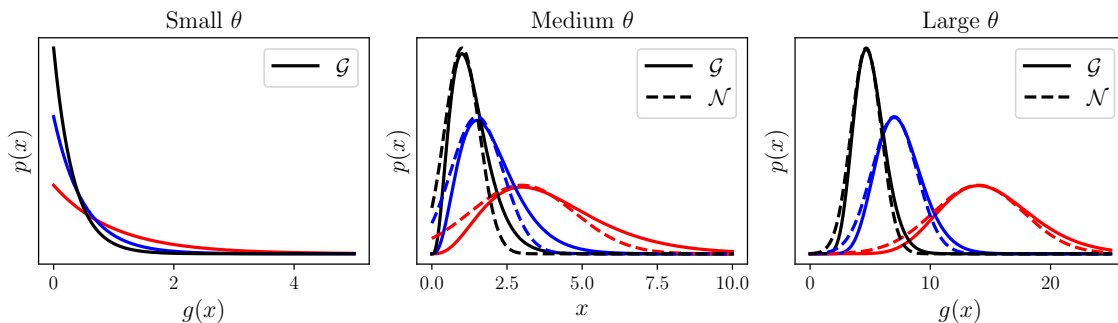 Small θ
p(x)
𝒢
0
2
4
g(x)
Medium θ
p(x)
𝒢
𝒩
0.0
2.5
5.0
7.5
10.0
x
Large θ
p(x)
𝒢
𝒩
0
10
20
g(x)